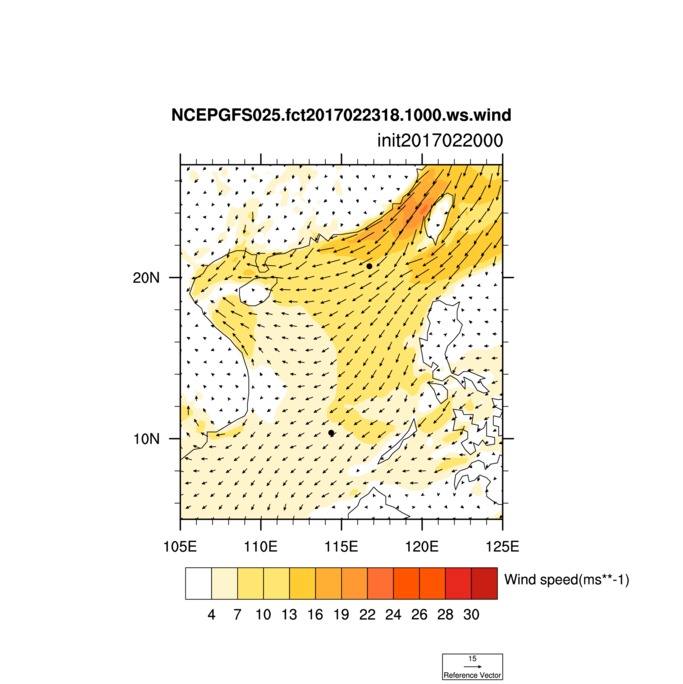 NCEPGFS025.fct2017022318.1000.ws.wind
init2017022000
20N
10N
105E 110E 115E 120E 125E
Wind speed(ms**-1)
4 7 10 13 16 19 22 24 26 28 30
15
Reference Vector